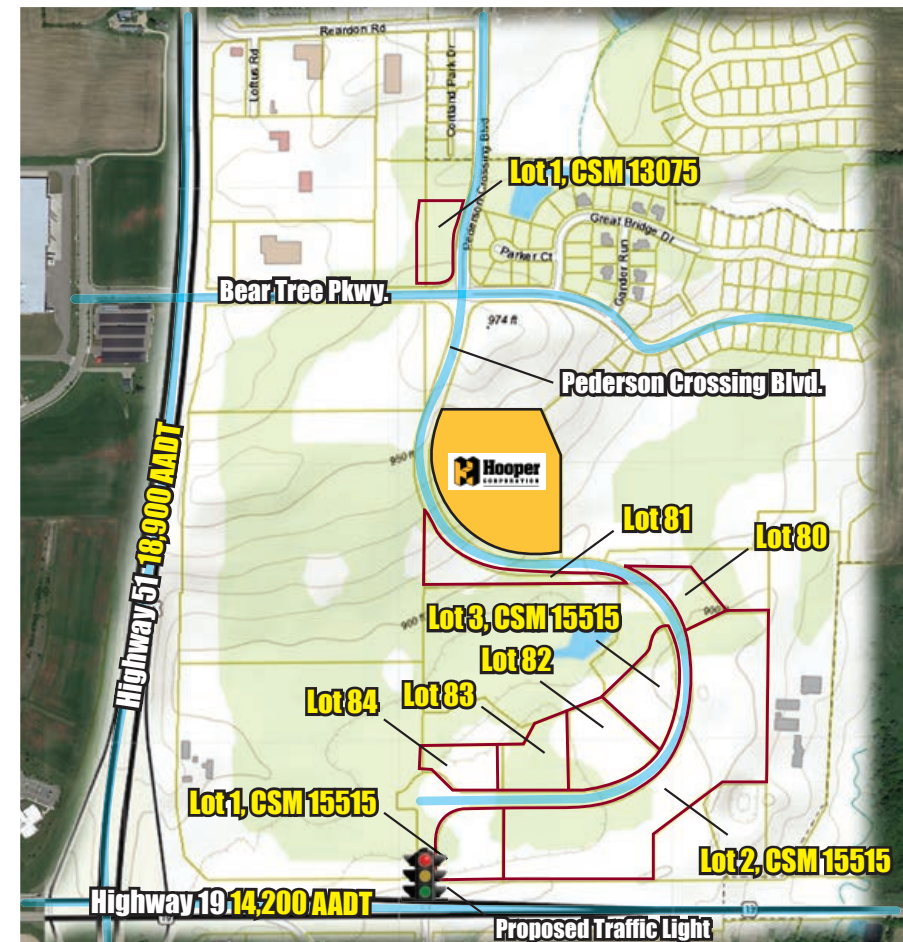 Reardon Rd
Loftus Rd
Cortland Park Dr
Pederson Crossing Blvd
Lot 1, CSM 13075
Great Bridge Dr
Parker Ct
Gander Run
Bear Tree Pkwy.
974 ft
Pederson Crossing Blvd.
950 ft
Hooper
CORPORATION
Highway 51 18,900 AADT
Lot 81
Lot 80
900 ft
Lot 3, CSM 15515
Lot 82
Lot 83
Lot 84
Lot 1, CSM 15515
Lot 2, CSM 15515
Highway 19 14,200 AADT
Proposed Traffic Light